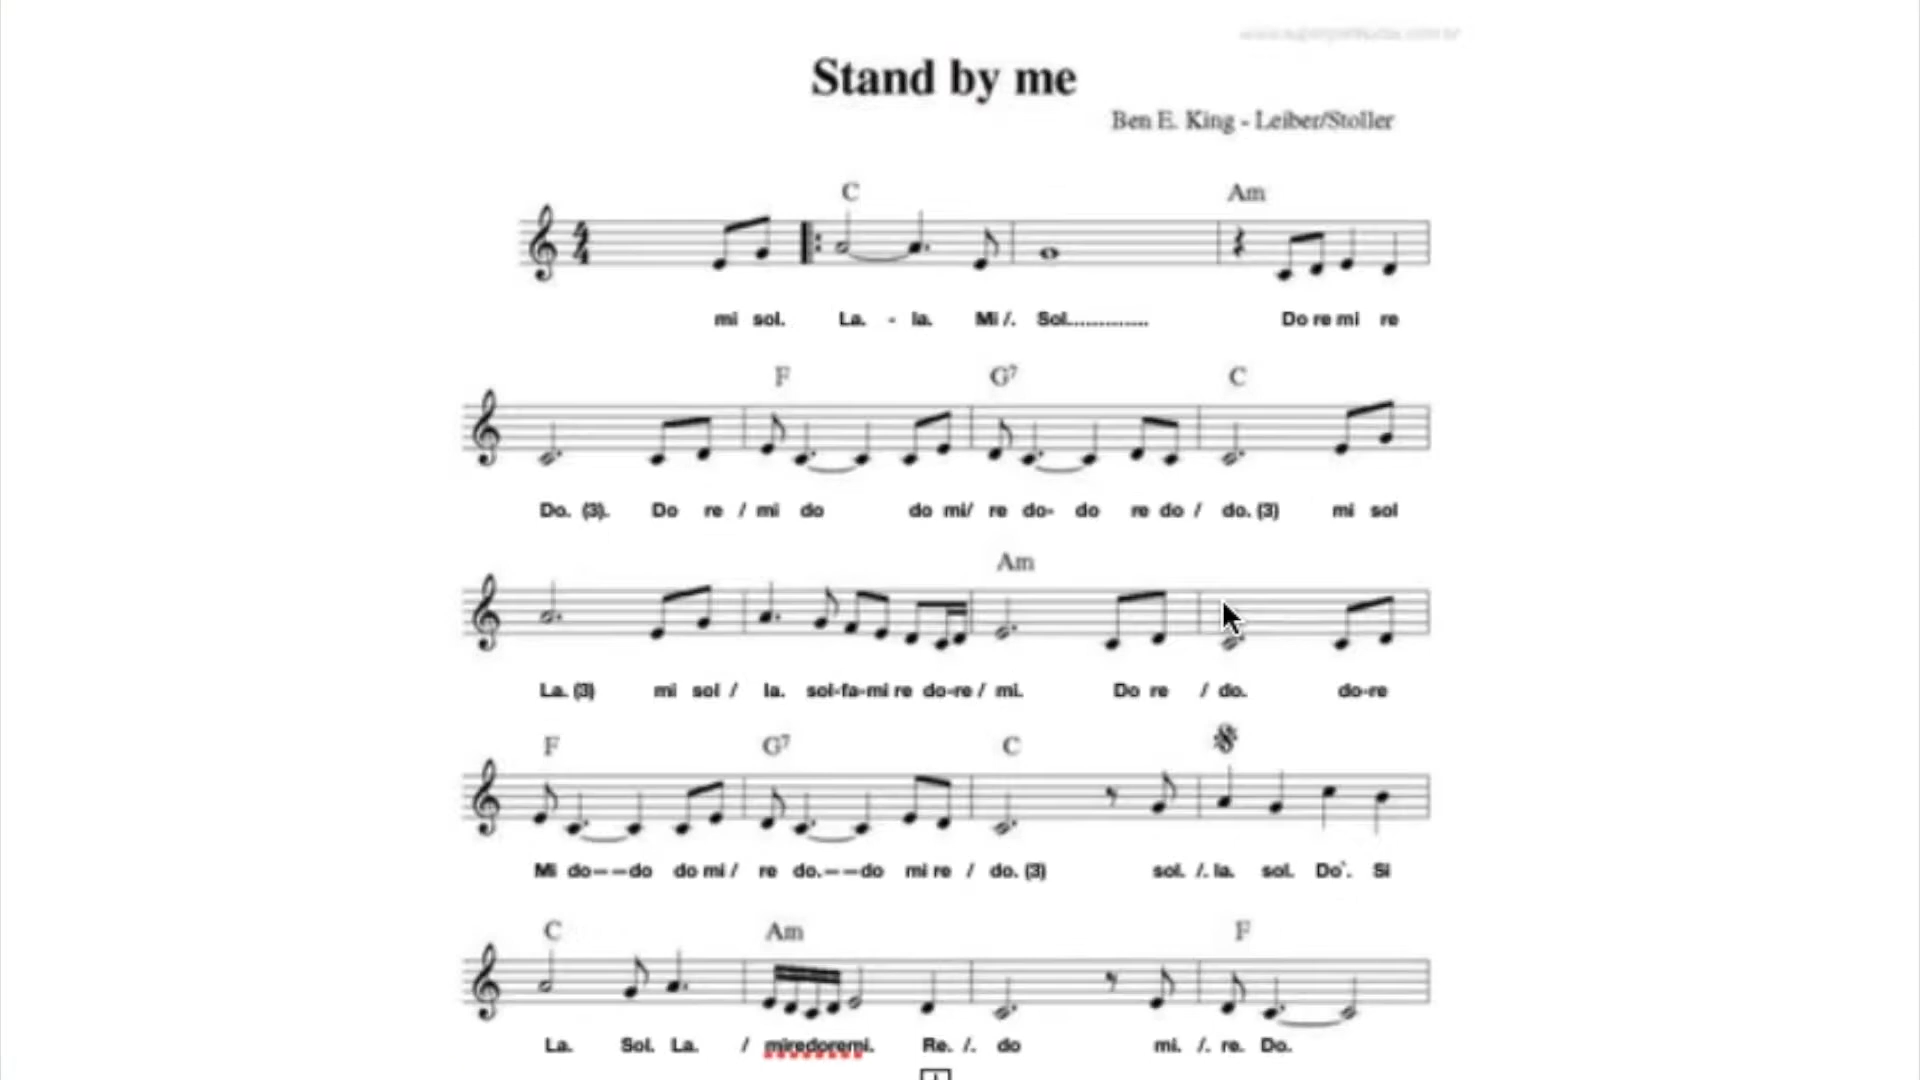 Stand by me
Ben E. King - Leiber/Stoller
C Am
mi sol. La. - la. Mi /. Sol.............. Do re mi re
F G7 C
Do. (3). Do re / mi do do mi/ re do- do re do / do. (3) mi sol
Am
La. (3) mi sol / la. sol-fa-mi re do-re / mi. Do re / do. do-re
F G7 C
Mi do--do do mi / re do.--do mi re / do. (3) sol. /. la. sol. Do`. Si
C Am F
La. Sol. La. / miredoremi. Re. /. do mi. /. re. Do.